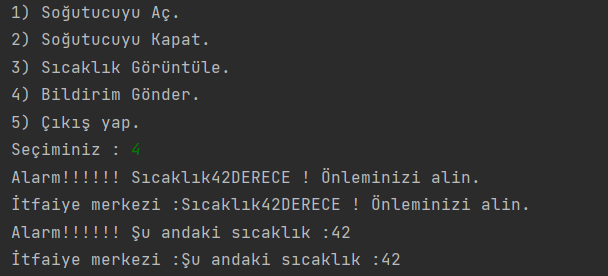 1) Soğutucuyu Aç.
2) Soğutucuyu Kapat.
3) Sıcaklık Görüntüle.
4) Bildirim Gönder.
5) Çıkış yap.
Seçiminiz : 4
Alarm!!!!!! Sıcaklık42DERECE ! Önleminizi alin.
İtfaiye merkezi :Sıcaklık42DERECE ! Önleminizi alin.
Alarm!!!!!! Şu andaki sıcaklık :42
İtfaiye merkezi :Şu andaki sıcaklık :42